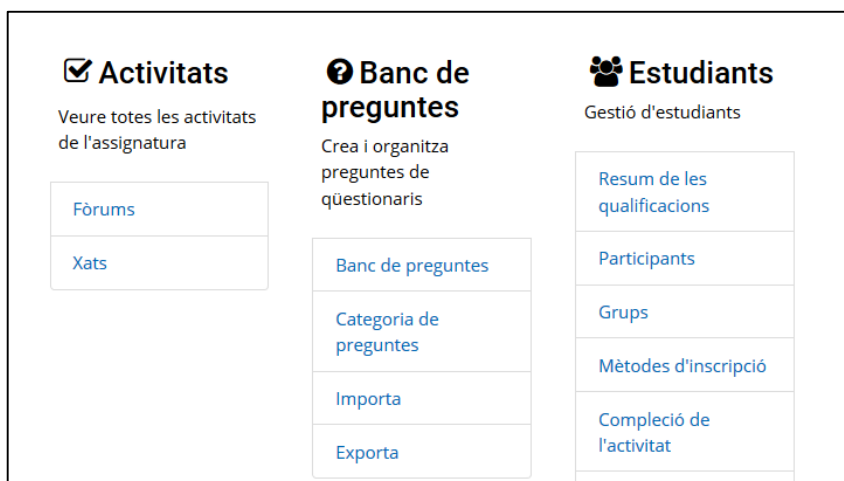 Activitats
Veure totes les activitats
de l'assignatura
Fòrums
Xats
Banc de
preguntes
Crea i organitza
preguntes de
qüestionaris
Banc de preguntes
Categoria de
preguntes
Importa
Exporta
Estudiants
Gestió d'estudiants
Resum de les
qualificacions
Participants
Grups
Mètodes d'inscripció
Compleció de
l'activitat